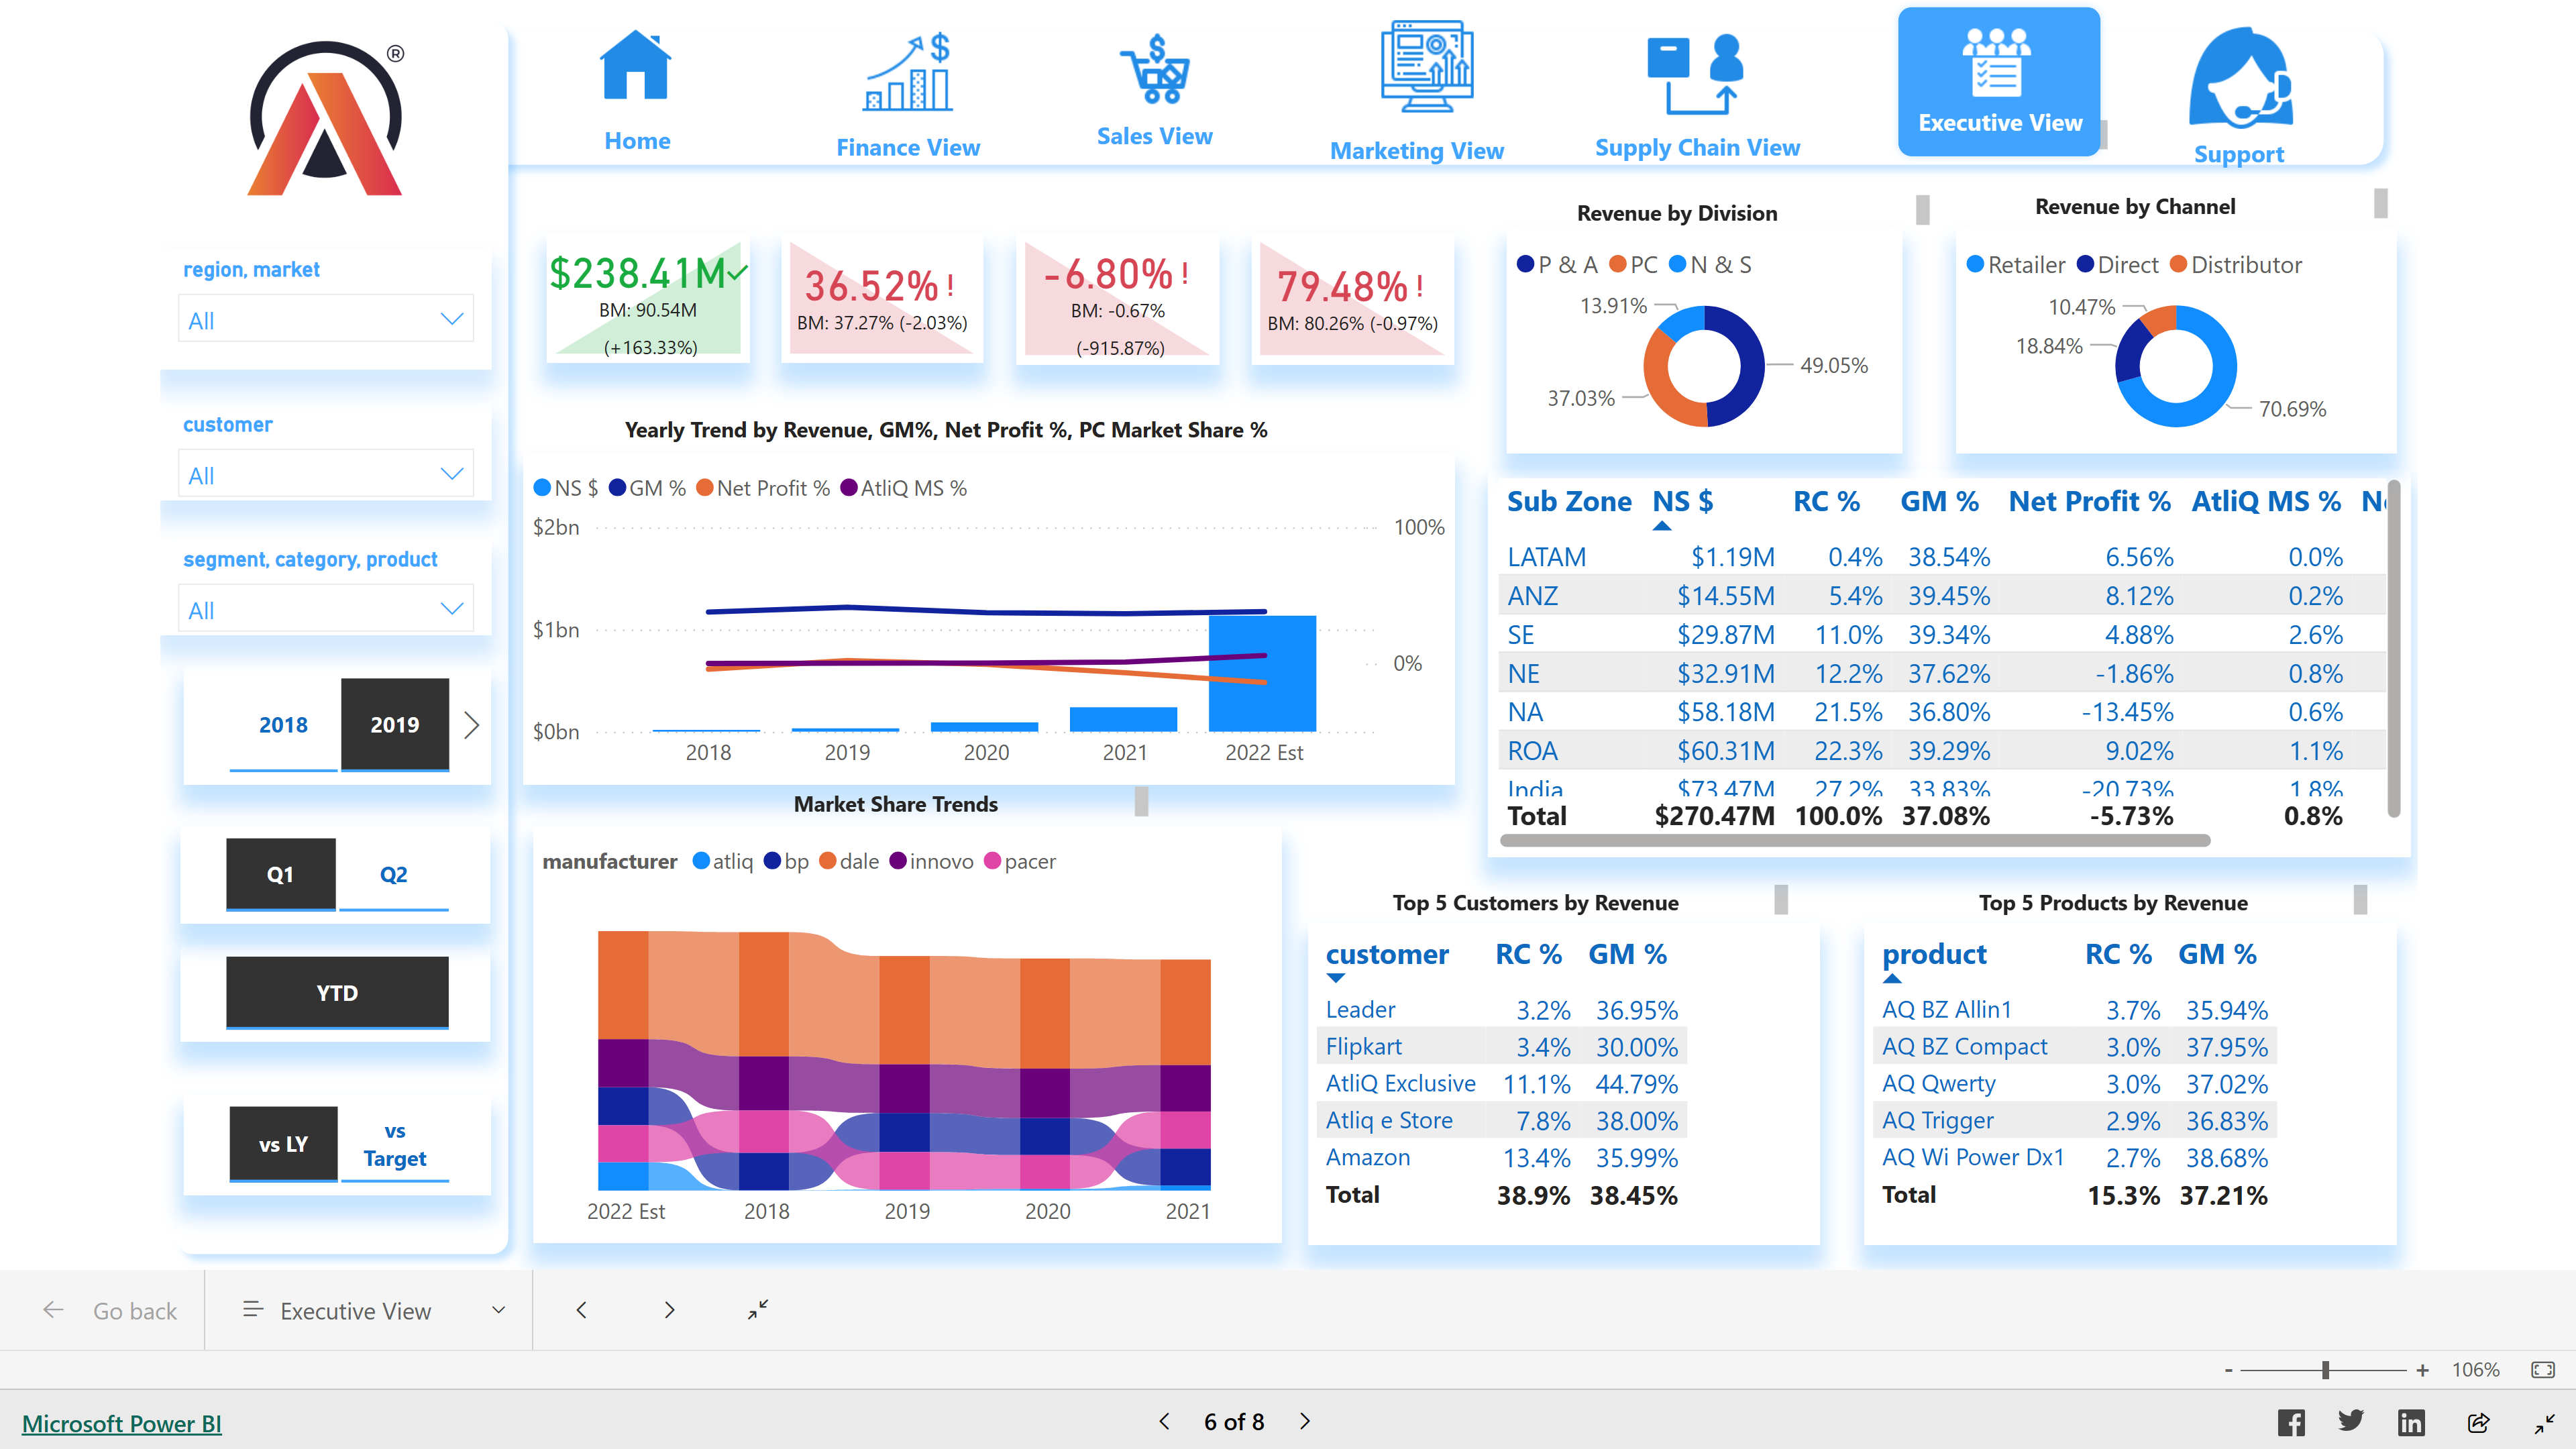 ®
Home
Finance View
Sales View
Marketing View
Supply Chain View
Executive View
Support
region, market
All
customer
All
segment, category, product
All
2018 2019
Q1 Q2
YTD
vs LY
vs
Target
$238.41M
BM: 90.54M
(+163.33%)
36.52% !
BM: 37.27% (-2.03%)
-6.80% !
BM: -0.67%
(-915.87%)
79.48% !
BM: 80.26% (-0.97%)
Revenue by Division
P & A PC N & S
13.91%
49.05%
37.03%
Revenue by Channel
Retailer Direct Distributor
10.47%
18.84%
70.69%
Yearly Trend by Revenue, GM%, Net Profit %, PC Market Share %
NS $ GM % Net Profit % AtliQ MS %
$2bn 100%
$1bn
0%
$0bn
2018 2019 2020 2021 2022 Est
Sub Zone NS $ RC % GM % Net Profit % AtliQ MS %
LATAM $1.19M 0.4% 38.54% 6.56% 0.0%
ANZ $14.55M 5.4% 39.45% 8.12% 0.2%
SE $29.87M 11.0% 39.34% 4.88% 2.6%
NE $32.91M 12.2% 37.62% -1.86% 0.8%
NA $58.18M 21.5% 36.80% -13.45% 0.6%
ROA $60.31M 22.3% 39.29% 9.02% 1.1%
India $73.47M 27.2% 33.83% -20.73% 1.8%
Total $270.47M 100.0% 37.08% -5.73% 0.8%
Market Share Trends
manufacturer atliq bp dale innovo pacer
2022 Est 2018 2019 2020 2021
Top 5 Customers by Revenue
customer RC % GM %
Leader 3.2% 36.95%
Flipkart 3.4% 30.00%
AtliQ Exclusive 11.1% 44.79%
Atliq e Store 7.8% 38.00%
Amazon 13.4% 35.99%
Total 38.9% 38.45%
Top 5 Products by Revenue
product RC % GM %
AQ BZ Allin1 3.7% 35.94%
AQ BZ Compact 3.0% 37.95%
AQ Qwerty 3.0% 37.02%
AQ Trigger 2.9% 36.83%
AQ Wi Power Dx1 2.7% 38.68%
Total 15.3% 37.21%
Go back
Executive View
- + 106%
Microsoft Power BI
6 of 8